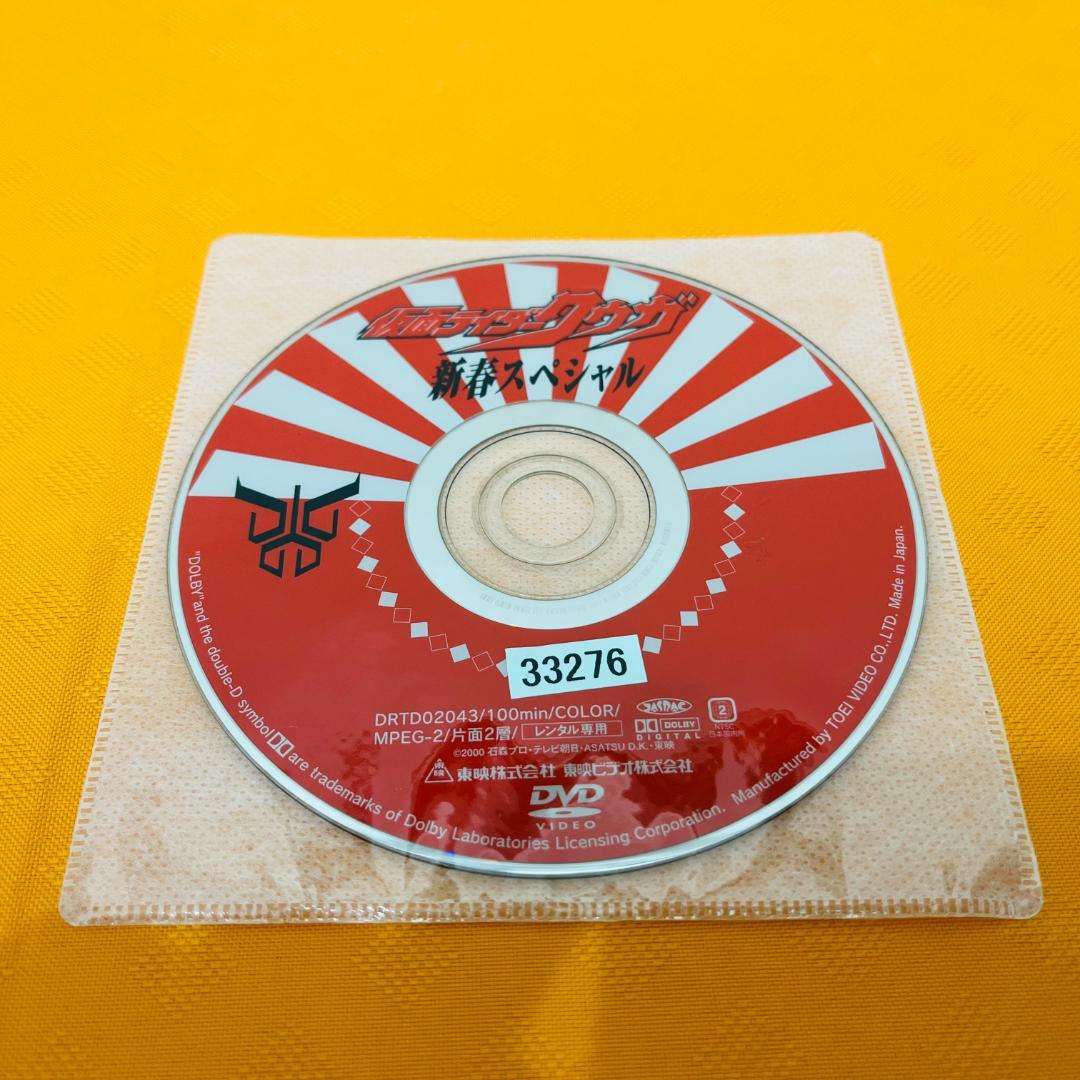 仮面ライダークウガ
新春スペシャル
33276
DRTD02043/100min/COLOR/
MPEG-2/片面2層/ レンタル専用
JASRAC
DOLBY
DIGITAL
2
NTSC
日本国内向
©2000 石森プロ・テレビ朝日・ASATSU D.K.・東映
東映 東映株式会社 東映ビデオ株式会社
DVD
VIDEO
"DOLBY"and the double-D symbol are trademarks of Dolby Laboratories Licensing Corporation. Manufactured by TOEI VIDEO CO.,LTD. Made in Japan.